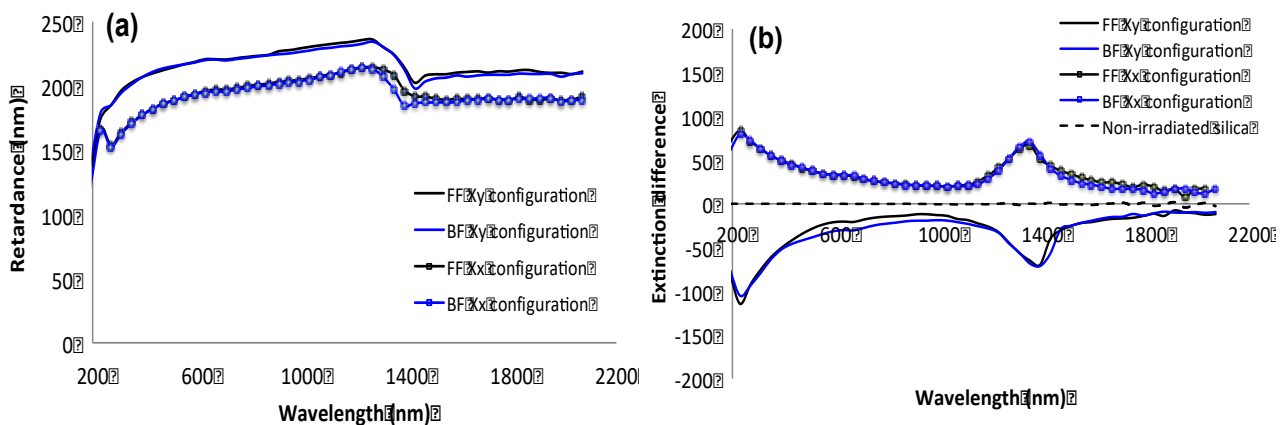 (a)
250
200
150
100
50
0
Retardance (nm)
FF Xy configuration
BF Xy configuration
FF Xx configuration
BF Xx configuration
200 600 1000 1400 1800 2200
Wavelength (nm)
(b)
200
150
100
50
0
-50
-100
-150
-200
Extinction difference
FF Xy configuration
BF Xy configuration
FF Xx configuration
BF Xx configuration
Non-irradiated silica
200 600 1000 1400 1800 2200
Wavelength (nm)